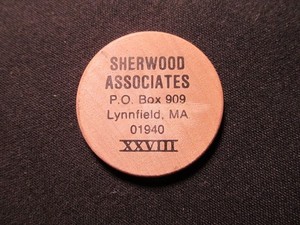 SHERWOOD
ASSOCIATES
P.O. Box 909
Lynnfield, MA
01940
XXVIII